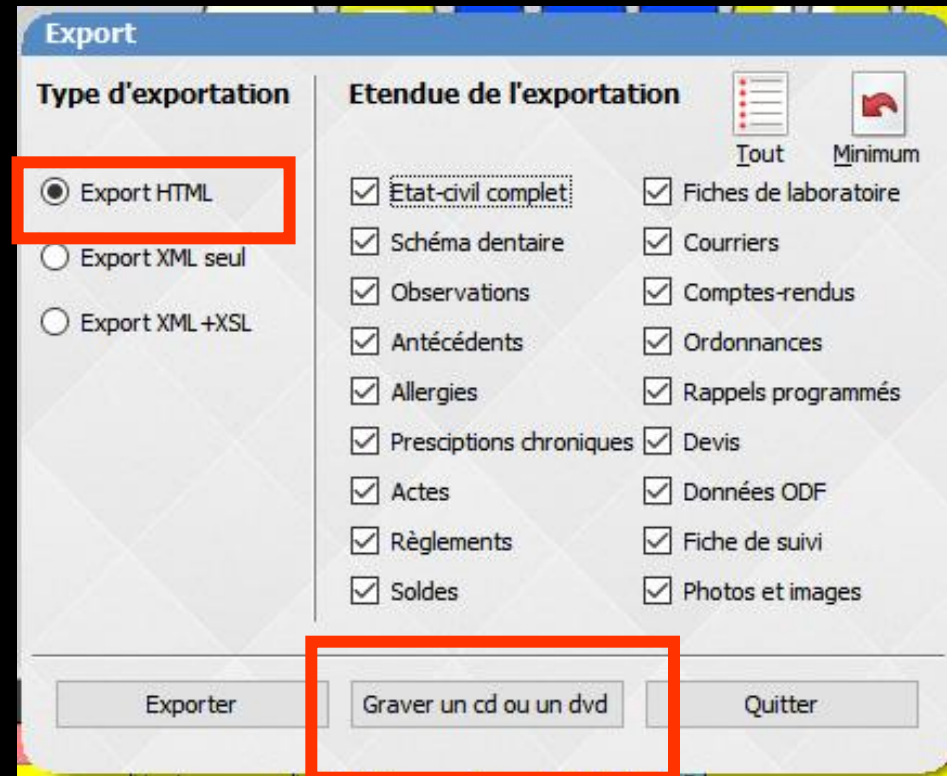 Export
Type d'exportation
Etendue de l'exportation
Tout
Minimum
Export HTML
Export XML seul
Export XML+XSL
Etat-civil complet
Schéma dentaire
Observations
Antécédents
Allergies
Presciptions chroniques
Actes
Règlements
Soldes
Fiches de laboratoire
Courriers
Comptes-rendus
Ordonnances
Rappels programmés
Devis
Données ODF
Fiche de suivi
Photos et images
Exporter
Graver un cd ou un dvd
Quitter